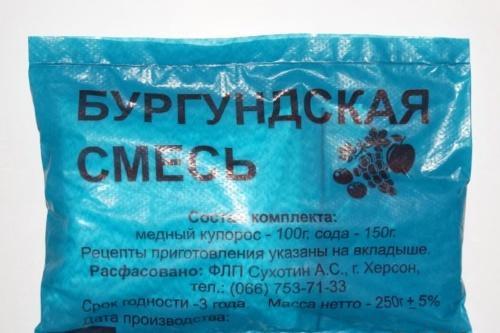 БУРГУНДСКАЯ
СМЕСЬ
Состав комплекта:
медный купорос - 100г. сода - 150г.
Рецепты приготовления указаны на вкладыше.
Расфасовано: ФЛП Сухотин А.С., г. Херсон,
тел.: (066) 753-71-33
Срок годности -3 года. Масса нетто - 250г ± 5%
дата производства: